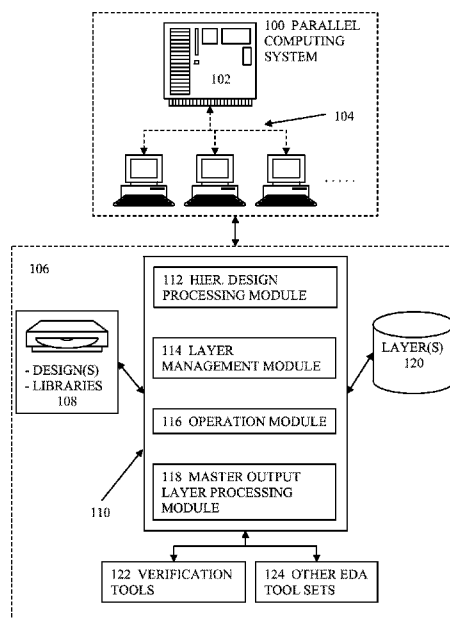 100 PARALLEL
COMPUTING
SYSTEM
102
104
.....
106
112 HIER. DESIGN
PROCESSING MODULE
- DESIGN(S)
- LIBRARIES
108
114 LAYER
MANAGEMENT MODULE
LAYER(S)
120
116 OPERATION MODULE
118 MASTER OUTPUT
LAYER PROCESSING
MODULE
110
122 VERIFICATION
TOOLS
124 OTHER EDA
TOOL SETS